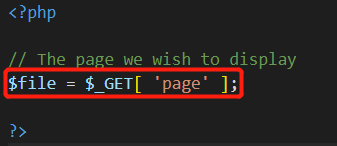 <?php
// The page we wish to display
$file = $_GET[ 'page' ];
?>